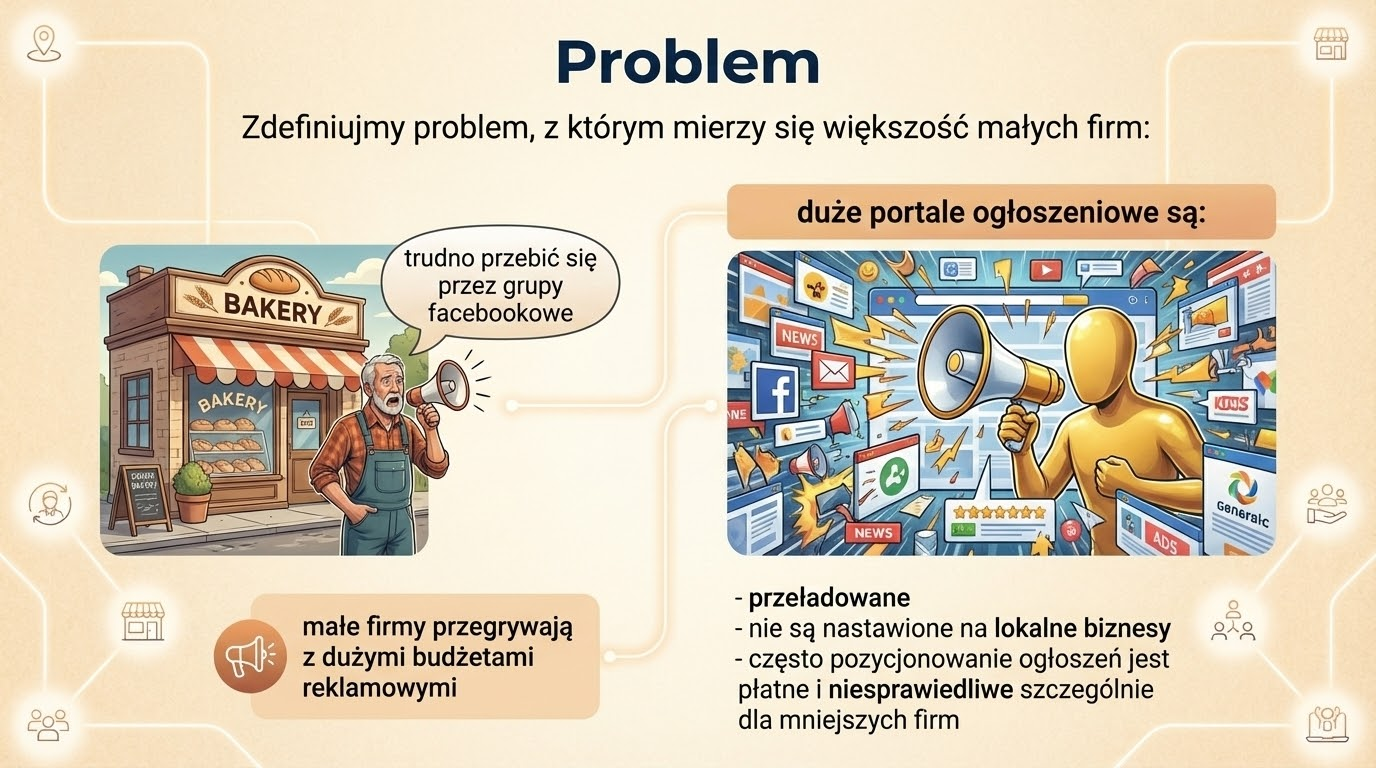 Problem
Zdefiniujmy problem, z którym mierzy się większość małych firm:
trudno przebić się
przez grupy
facebookowe
BAKERY
BAKERY
małe firmy przegrywają
z dużymi budżetami
reklamowymi
duże portale ogłoszeniowe są:
NEWS
f
NEWS
ADS
Generalc
- przeładowane
- nie są nastawione na lokalne biznesy
- często pozycjonowanie ogłoszeń jest
płatne i niesprawiedliwe szczególnie
dla mniejszych firm